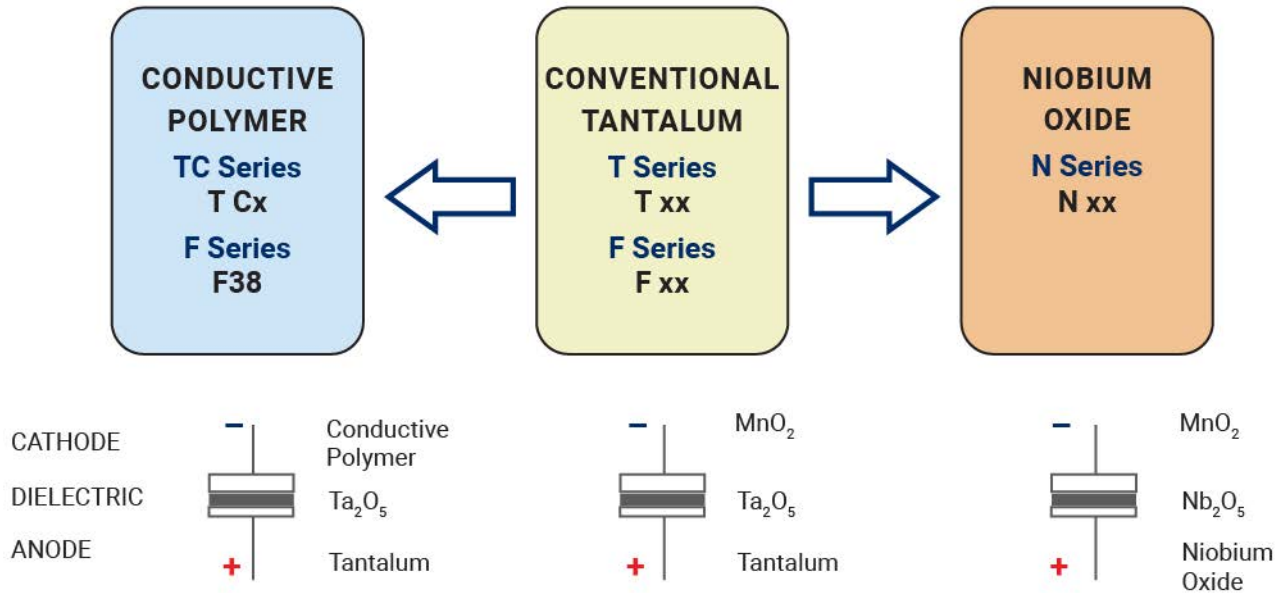 CONDUCTIVE
POLYMER
TC Series
T Cx
F Series
F38
CONVENTIONAL
TANTALUM
T Series
T xx
F Series
F xx
NIOBIUM
OXIDE
N Series
N xx
CATHODE
DIELECTRIC
ANODE
−
Conductive
Polymer
Ta₂O₅
+
Tantalum
−
MnO₂
Ta₂O₅
+
Tantalum
−
MnO₂
Nb₂O₅
+
Niobium
Oxide